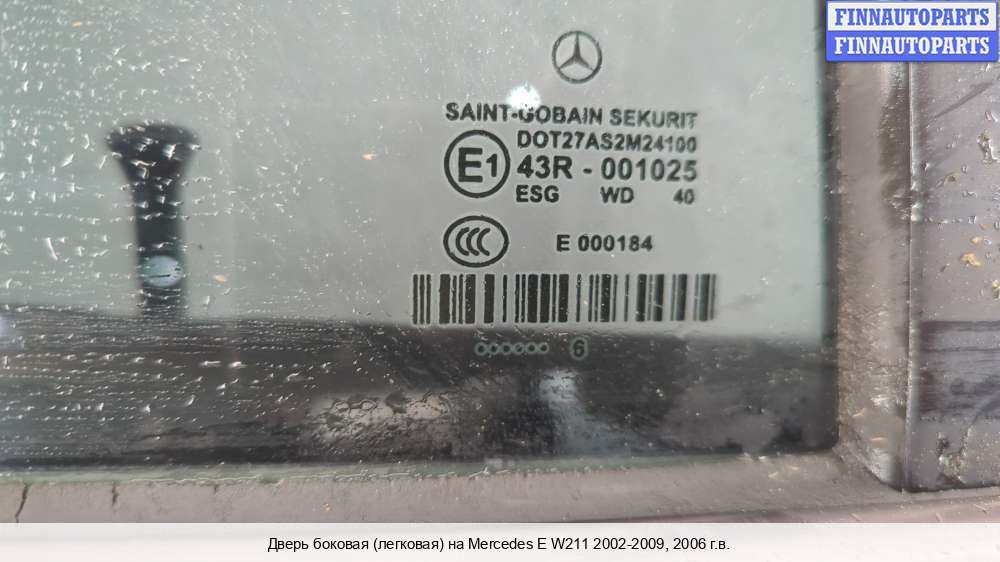 FINNAUTOPARTS
FINNAUTOPARTS
SAINT-GOBAIN SEKURIT
DOT27AS2M24100
E1 43R - 001025
ESG WD 40
CCC E 000184
6
Дверь боковая (легковая) на Mercedes E W211 2002-2009, 2006 г.в.